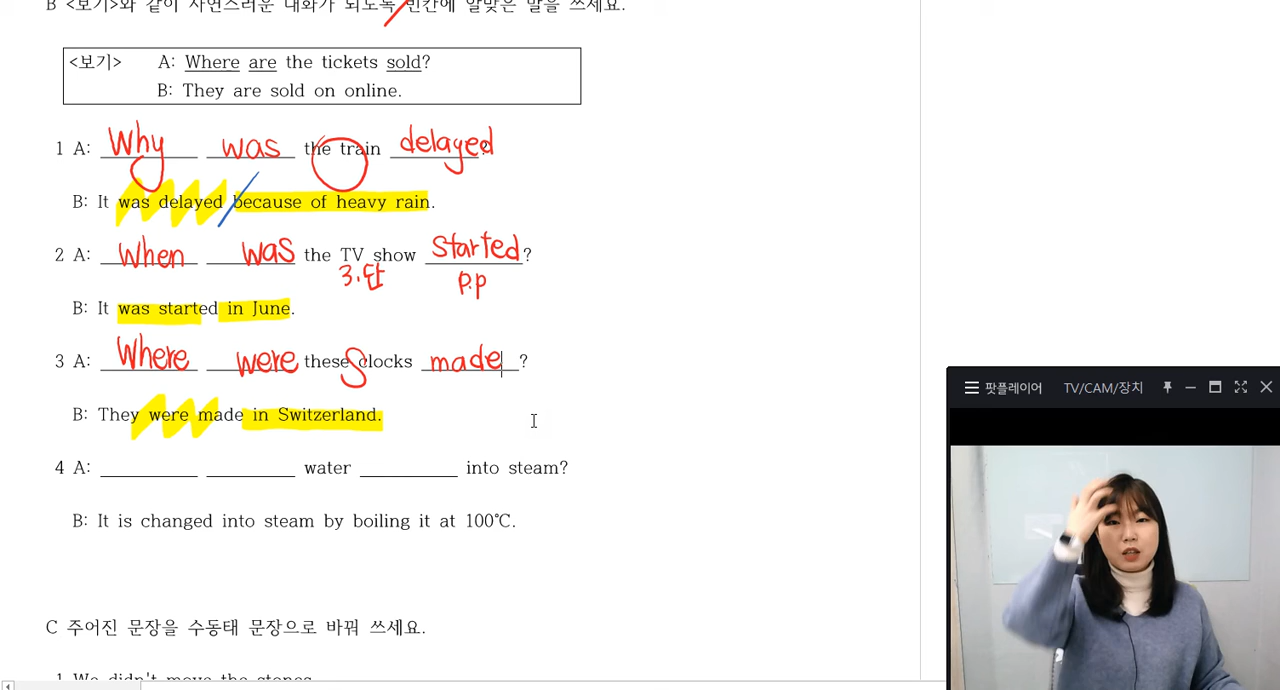 B <보기>와 같이 자연스러운 대화가 되도록 빈칸에 알맞은 말을 쓰세요.
<보기> A: Where are the tickets sold?
B: They are sold on online.
1 A: Why was the train delayed?
B: It was delayed because of heavy rain.
2 A: When was the TV show started?
3.단 P.P
B: It was started in June.
3 A: Where were these clocks made?
S
B: They were made in Switzerland.
4 A: water into steam?
B: It is changed into steam by boiling it at 100℃.
C 주어진 문장을 수동태 문장으로 바꿔 쓰세요.
1 We didn't move the stones.
팟플레이어 TV/CAM/장치